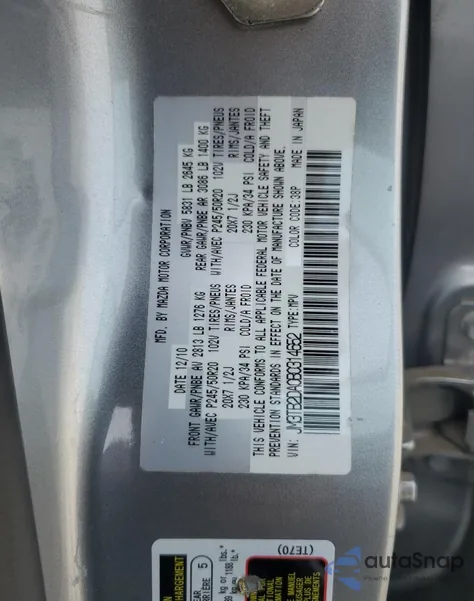 MFD. BY MAZDA MOTOR CORPORATION
DATE 12/10 GVWR/PNBV 5831 LB 2645 KG
FRONT GAWR/PNBE AV 2813 LB 1276 KG REAR GAWR/PNBE AR 3086 LB 1400 KG
WITH/AVEC P245/50R20 102V TIRES/PNEUS WITH/AVEC P245/50R20 102V TIRES/PNEUS
20X7 1/2J RIMS/JANTES 20X7 1/2J RIMS/JANTES
230 KPA/34 PSI COLD/A FROID 230 KPA/34 PSI COLD/A FROID
THIS VEHICLE CONFORMS TO ALL APPLICABLE FEDERAL MOTOR VEHICLE SAFETY AND THEFT
PREVENTION STANDARDS IN EFFECT ON THE DATE OF MANUFACTURE SHOWN ABOVE.
COLOR CODE:38P MADE IN JAPAN
VIN: JM3TB2DA0B0314662 TYPE:MPV
(TE70)
5
autoSnap